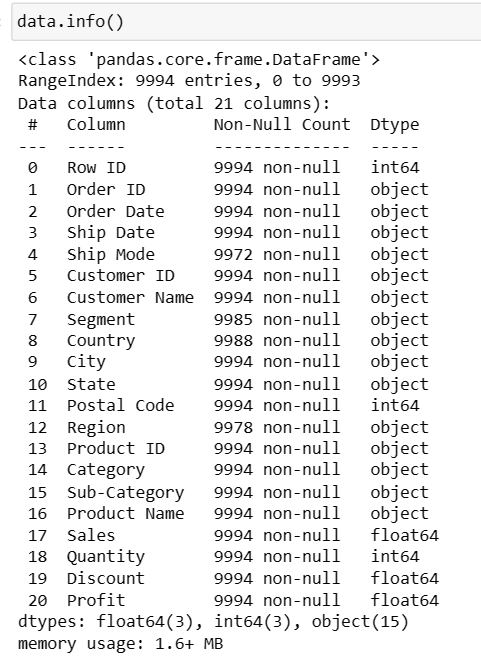 data.info()
<class 'pandas.core.frame.DataFrame'>
RangeIndex: 9994 entries, 0 to 9993
Data columns (total 21 columns):
 #   Column         Non-Null Count  Dtype
---  ------         --------------  -----
 0   Row ID         9994 non-null   int64
 1   Order ID       9994 non-null   object
 2   Order Date     9994 non-null   object
 3   Ship Date      9994 non-null   object
 4   Ship Mode      9972 non-null   object
 5   Customer ID    9994 non-null   object
 6   Customer Name  9994 non-null   object
 7   Segment        9985 non-null   object
 8   Country        9988 non-null   object
 9   City           9994 non-null   object
 10  State          9994 non-null   object
 11  Postal Code    9994 non-null   int64
 12  Region         9978 non-null   object
 13  Product ID     9994 non-null   object
 14  Category       9994 non-null   object
 15  Sub-Category   9994 non-null   object
 16  Product Name   9994 non-null   object
 17  Sales          9994 non-null   float64
 18  Quantity       9994 non-null   int64
 19  Discount       9994 non-null   float64
 20  Profit         9994 non-null   float64
dtypes: float64(3), int64(3), object(15)
memory usage: 1.6+ MB